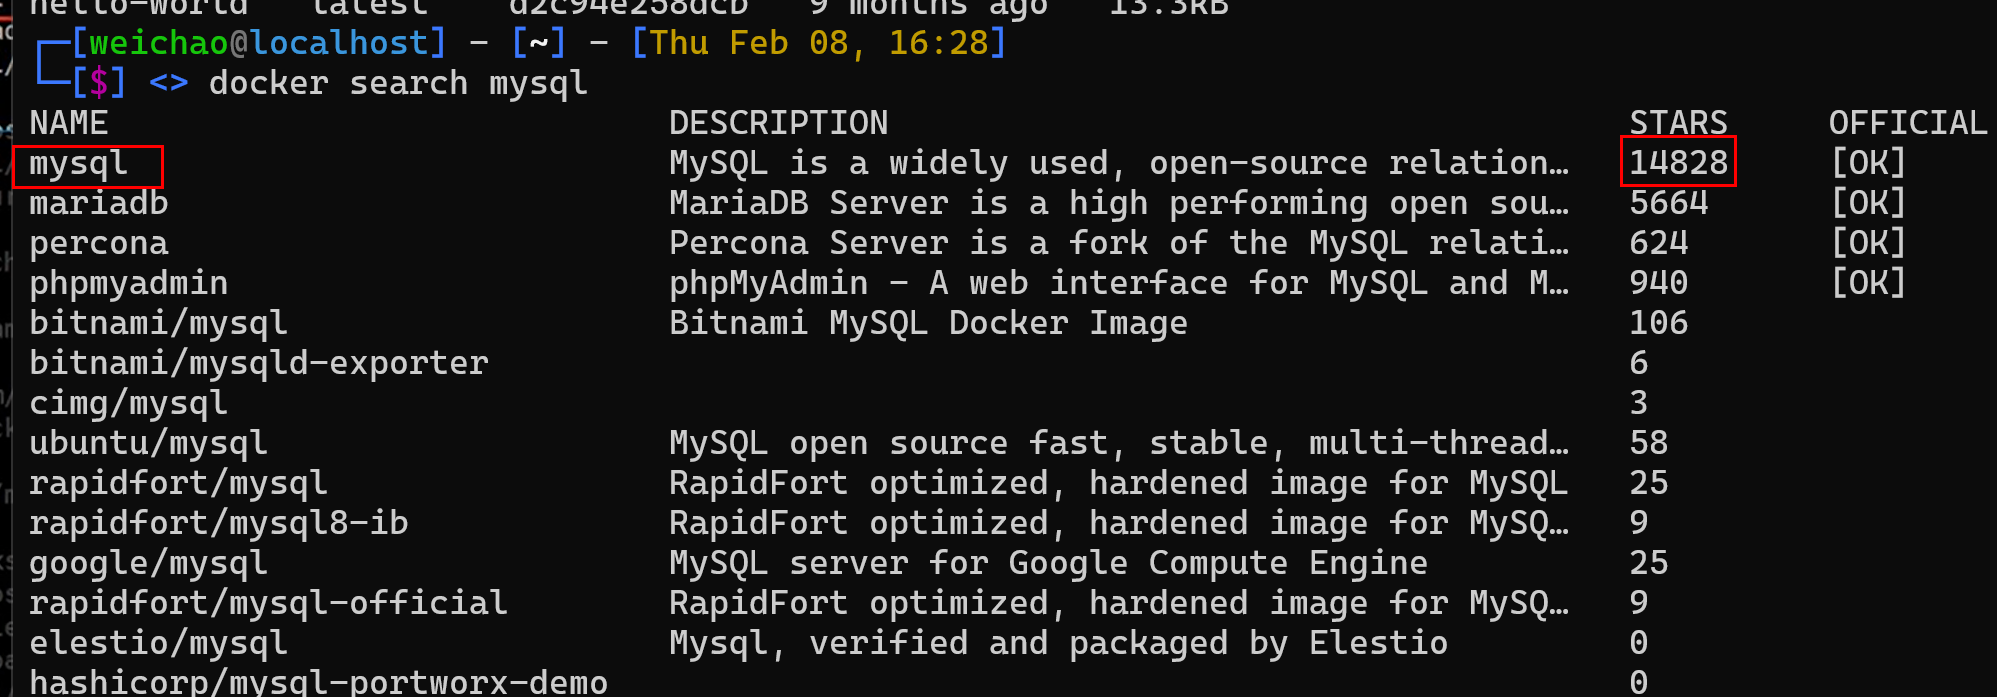 hello-world   latest    d2c94e258dcb   9 months ago   13.3kB
┌─[weichao@localhost] - [~] - [Thu Feb 08, 16:28]
└─[$] <> docker search mysql
NAME                            DESCRIPTION                                     STARS     OFFICIAL
mysql                           MySQL is a widely used, open-source relation…   14828     [OK]
mariadb                         MariaDB Server is a high performing open sou…   5664      [OK]
percona                         Percona Server is a fork of the MySQL relati…   624       [OK]
phpmyadmin                      phpMyAdmin - A web interface for MySQL and M…   940       [OK]
bitnami/mysql                   Bitnami MySQL Docker Image                      106
bitnami/mysqld-exporter                                                         6
cimg/mysql                                                                      3
ubuntu/mysql                    MySQL open source fast, stable, multi-thread…   58
rapidfort/mysql                 RapidFort optimized, hardened image for MySQL   25
rapidfort/mysql8-ib             RapidFort optimized, hardened image for MySQ…   9
google/mysql                    MySQL server for Google Compute Engine          25
rapidfort/mysql-official        RapidFort optimized, hardened image for MySQ…   9
elestio/mysql                   Mysql, verified and packaged by Elestio         0
hashicorp/mysql-portworx-demo                                                   0